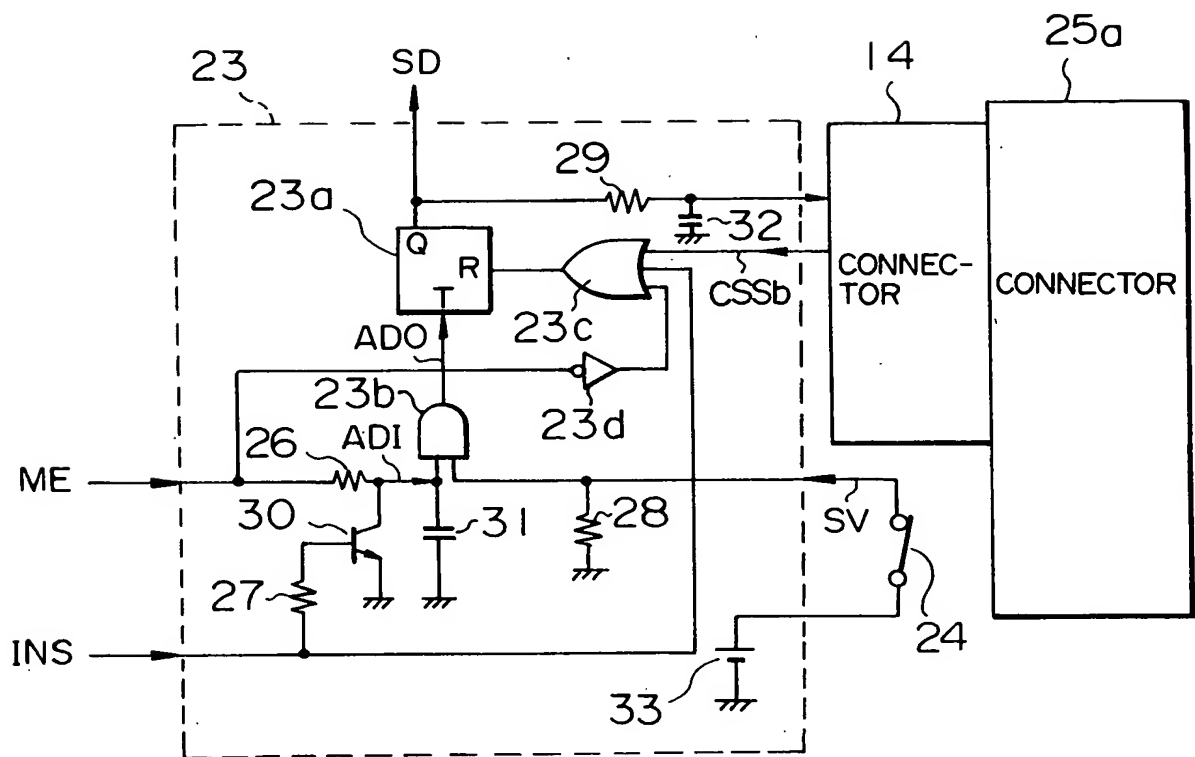 25a
14
SD
23
29
23a
Q
R
T
32
CONNEC-
TOR
CONNECTOR
CSSb
23c
ADO
23b
23d
26
ADI
ME
30
31
28
SV
27
24
INS
33